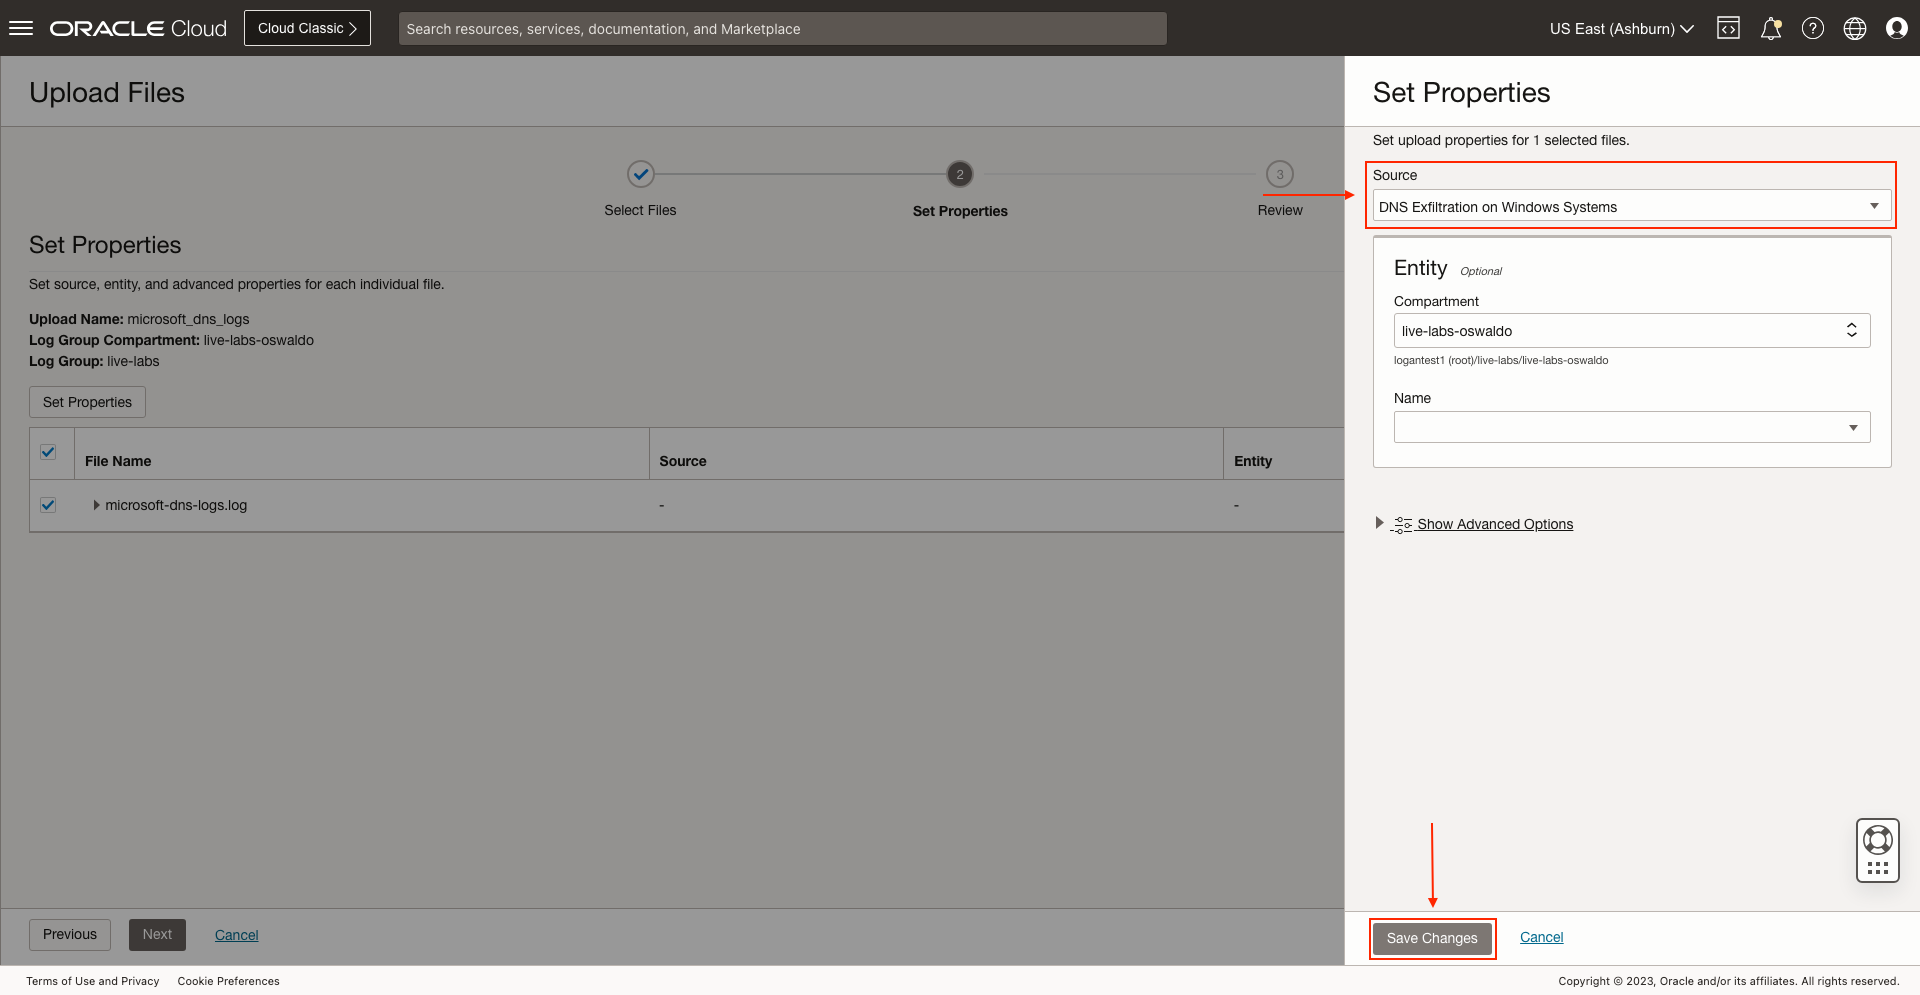 ORACLE Cloud
Cloud Classic
Search resources, services, documentation, and Marketplace
US East (Ashburn)
Upload Files
2
3
Select Files
Set Properties
Review
Set Properties
Set source, entity, and advanced properties for each individual file.
Upload Name: microsoft_dns_logs
Log Group Compartment: live-labs-oswaldo
Log Group: live-labs
Set Properties
File Name
Source
Entity
microsoft-dns-logs.log
-
-
Previous
Next
Cancel
Set Properties
Set upload properties for 1 selected files.
Source
DNS Exfiltration on Windows Systems
Entity Optional
Compartment
live-labs-oswaldo
logantest1 (root)/live-labs/live-labs-oswaldo
Name
Show Advanced Options
Save Changes
Cancel
Terms of Use and Privacy
Cookie Preferences
Copyright © 2023, Oracle and/or its affiliates. All rights reserved.